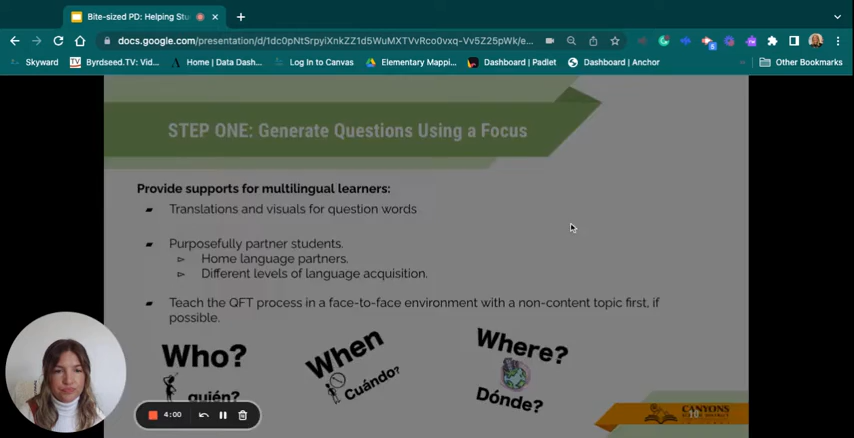 Bite-sized PD: Helping Stu
docs.google.com/presentation/d/1dc0pNtSrpyiXnkZZ1d5WuMXTVvRco0vxq-Vv5Z25pWk/e...
Skyward
Byrdseed.TV: Vid...
Home | Data Dash...
Log In to Canvas
Elementary Mappi...
Dashboard | Padlet
Dashboard | Anchor
Other Bookmarks
STEP ONE: Generate Questions Using a Focus
Provide supports for multilingual learners:
Translations and visuals for question words
Purposefully partner students.
Home language partners.
Different levels of language acquisition.
Teach the QFT process in a face-to-face environment with a non-content topic first, if
possible.
Who?
quién?
When
Cuándo?
Where?
Dónde?
4:00
CANYONS
10